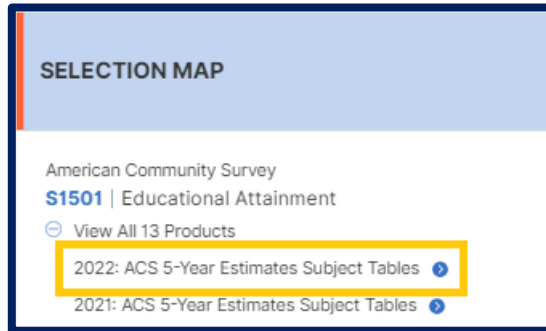 SELECTION MAP
American Community Survey
S1501 | Educational Attainment
View All 13 Products
2022: ACS 5-Year Estimates Subject Tables
2021: ACS 5-Year Estimates Subject Tables